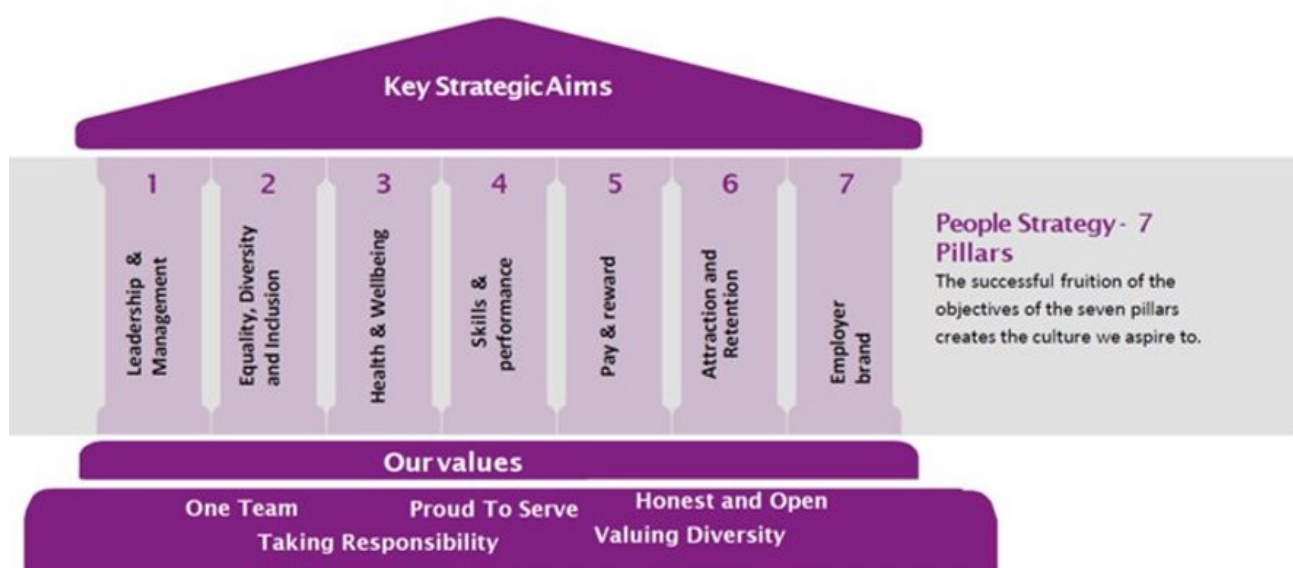 Key Strategic Aims
1
Leadership &
Management
2
Equality, Diversity
and Inclusion
3
Health & Wellbeing
4
Skills &
performance
5
Pay & reward
6
Attraction and
Retention
7
Employer
brand
People Strategy - 7
Pillars
The successful fruition of the
objectives of the seven pillars
creates the culture we aspire to.
Our values
One Team
Proud To Serve
Honest and Open
Taking Responsibility
Valuing Diversity